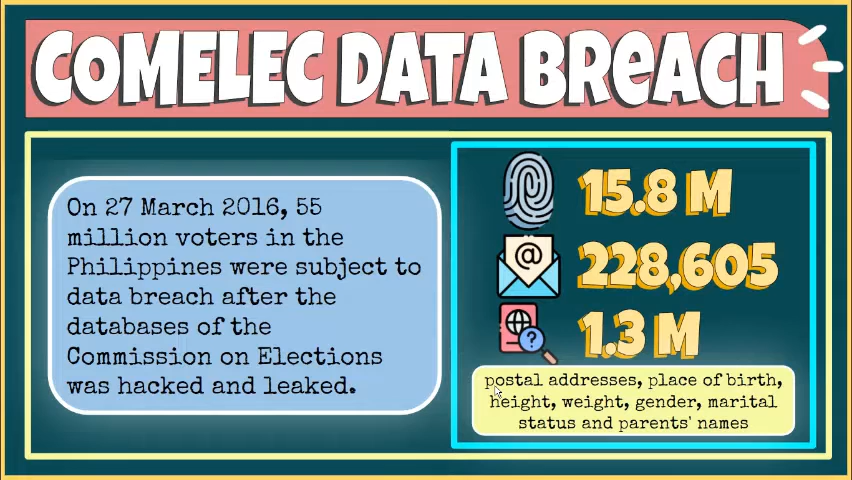 COMELEC DATA BREACH
On 27 March 2016, 55
million voters in the
Philippines were subject to
data breach after the
databases of the
Commission on Elections
was hacked and leaked.
15.8 M
@
228,605
?
1.3 M
postal addresses, place of birth,
height, weight, gender, marital
status and parents' names